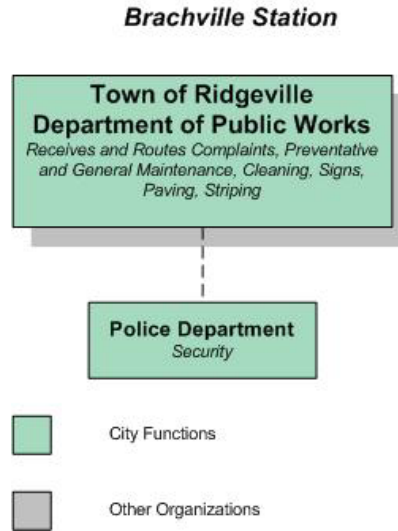 Brachville Station
Town of Ridgeville
Department of Public Works
Receives and Routes Complaints, Preventative
and General Maintenance, Cleaning, Signs,
Paving, Striping
Police Department
Security
City Functions
Other Organizations